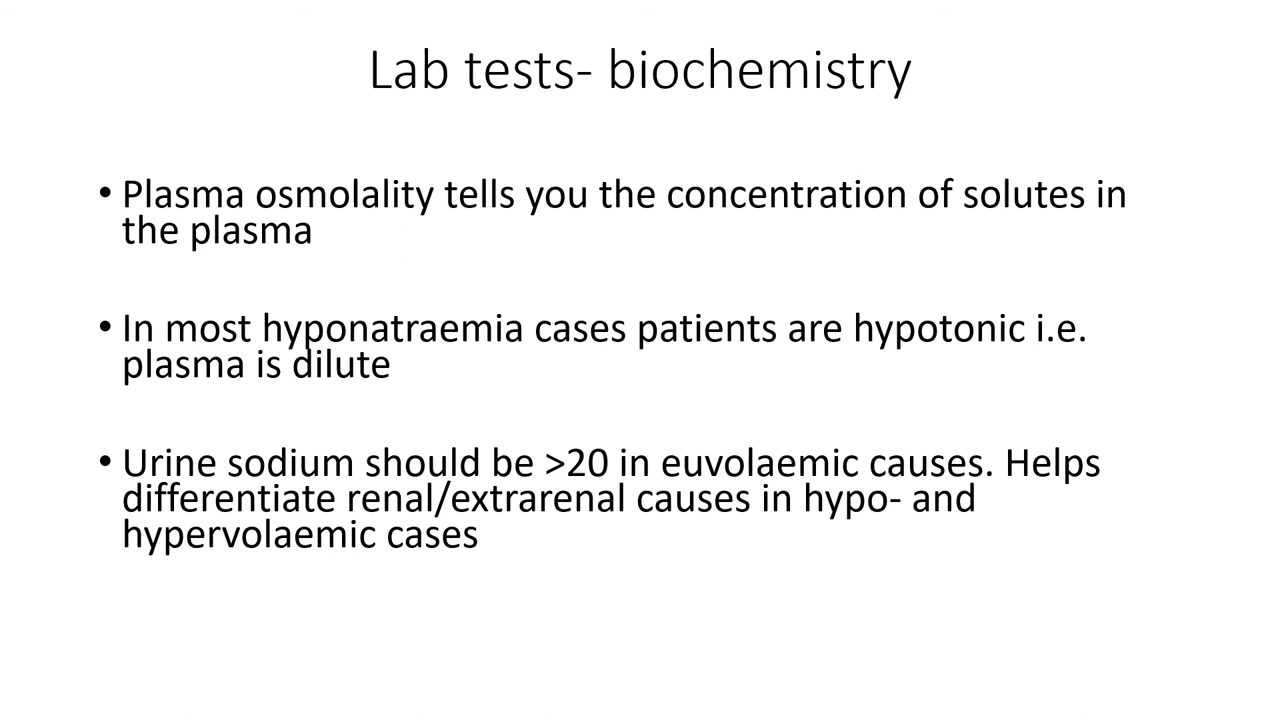 Lab tests- biochemistry
• Plasma osmolality tells you the concentration of solutes in
the plasma
• In most hyponatraemia cases patients are hypotonic i.e.
plasma is dilute
• Urine sodium should be >20 in euvolaemic causes. Helps
differentiate renal/extrarenal causes in hypo- and
hypervolaemic cases